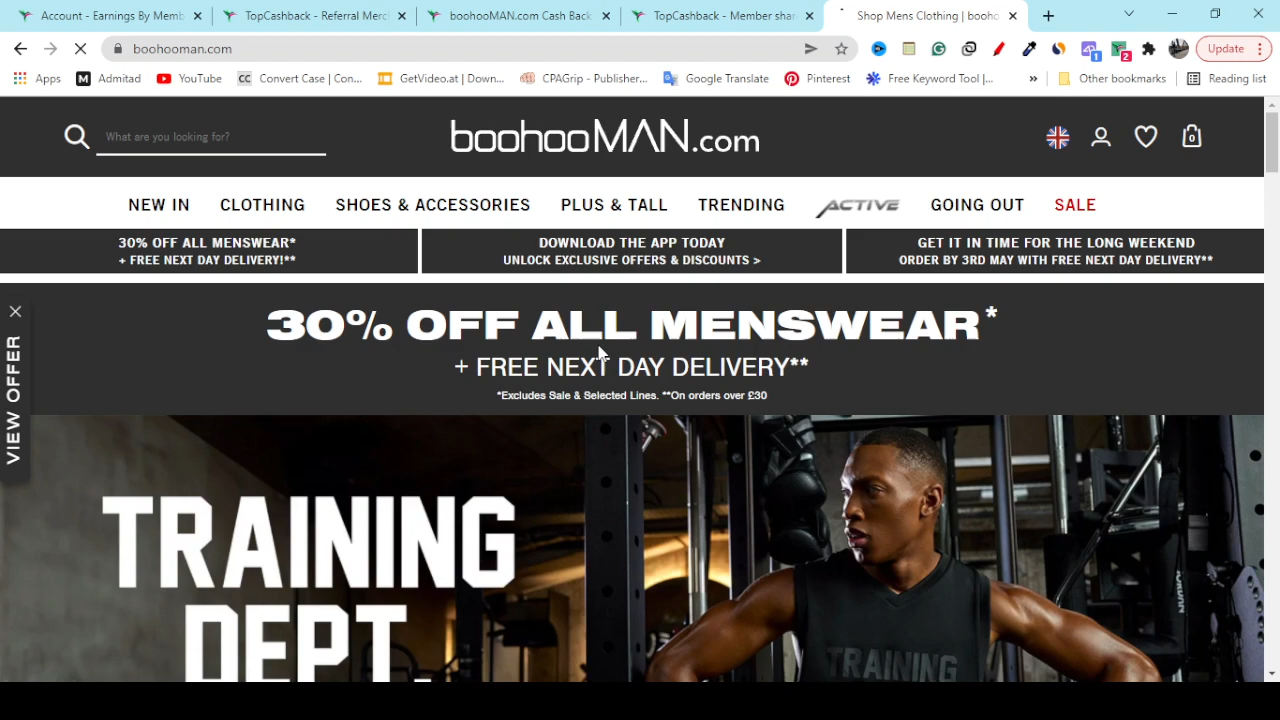 Account - Earnings By Memb
TopCashback - Referral Merc
boohooMAN.com Cash Back
TopCashback - Member shar
Shop Mens Clothing | booho
boohooman.com
1
2
Update
Apps
Admitad
YouTube
CC Convert Case | Con...
GetVideo.at | Down...
CPAGrip - Publisher...
Google Translate
Pinterest
Free Keyword Tool |...
Other bookmarks
Reading list
What are you looking for?
boohooMAN.com
0
NEW IN CLOTHING SHOES & ACCESSORIES PLUS & TALL TRENDING ACTIVE GOING OUT SALE
30% OFF ALL MENSWEAR*
+ FREE NEXT DAY DELIVERY!**
DOWNLOAD THE APP TODAY
UNLOCK EXCLUSIVE OFFERS & DISCOUNTS >
GET IT IN TIME FOR THE LONG WEEKEND
ORDER BY 3RD MAY WITH FREE NEXT DAY DELIVERY**
VIEW OFFER
30% OFF ALL MENSWEAR*
+ FREE NEXT DAY DELIVERY**
*Excludes Sale & Selected Lines. **On orders over £30
TRAINING
DEPT.
TRAINING